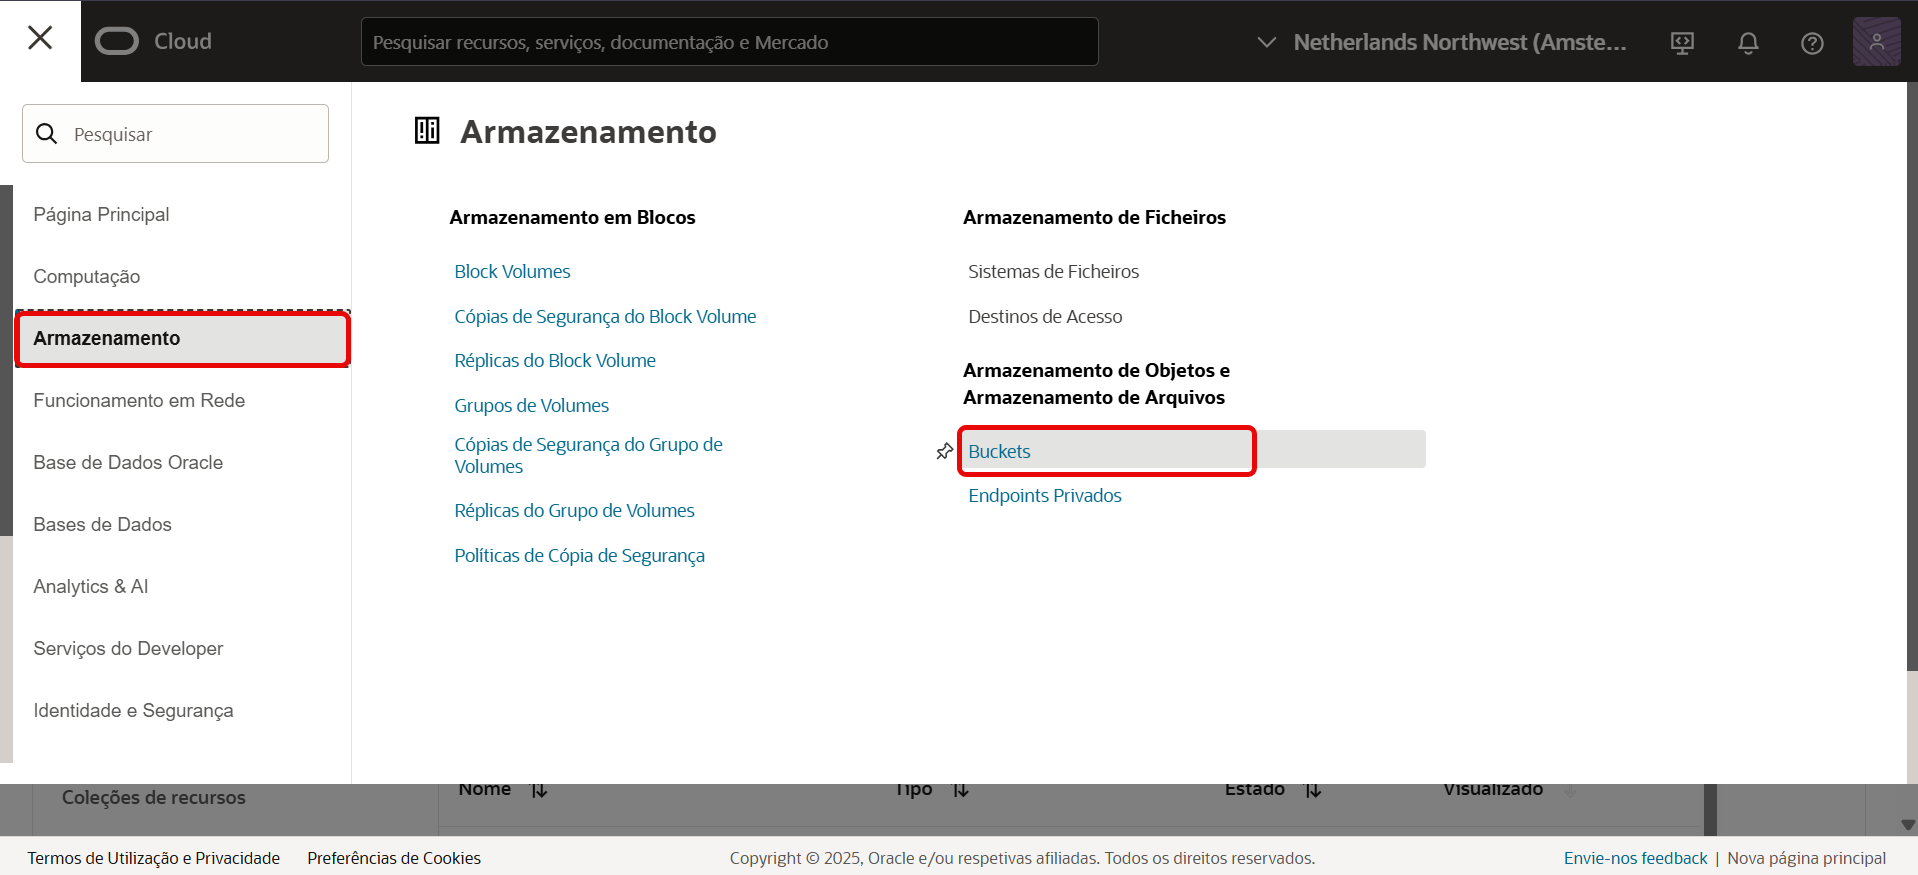 Cloud
Pesquisar recursos, serviços, documentação e Mercado
Netherlands Northwest (Amste...
Pesquisar
Página Principal
Computação
Armazenamento
Funcionamento em Rede
Base de Dados Oracle
Bases de Dados
Analytics & AI
Serviços do Developer
Identidade e Segurança
Armazenamento
Armazenamento em Blocos
Block Volumes
Cópias de Segurança do Block Volume
Réplicas do Block Volume
Grupos de Volumes
Cópias de Segurança do Grupo de
Volumes
Réplicas do Grupo de Volumes
Políticas de Cópia de Segurança
Armazenamento de Ficheiros
Sistemas de Ficheiros
Destinos de Acesso
Armazenamento de Objetos e
Armazenamento de Arquivos
Buckets
Endpoints Privados
Coleções de recursos
Nome
Tipo
Estado
Visualizado
Termos de Utilização e Privacidade
Preferências de Cookies
Copyright © 2025, Oracle e/ou respetivas afiliadas. Todos os direitos reservados.
Envie-nos feedback | Nova página principal